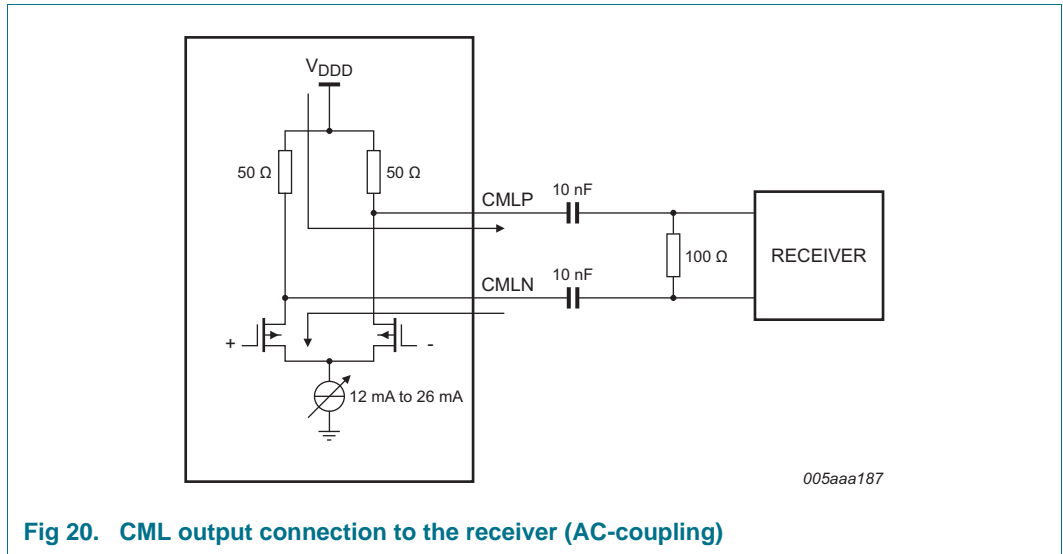 VDDD
50 Ω
50 Ω
CMLP
10 nF
100 Ω
RECEIVER
CMLN
10 nF
+
-
12 mA to 26 mA
005aaa187
Fig 20. CML output connection to the receiver (AC-coupling)